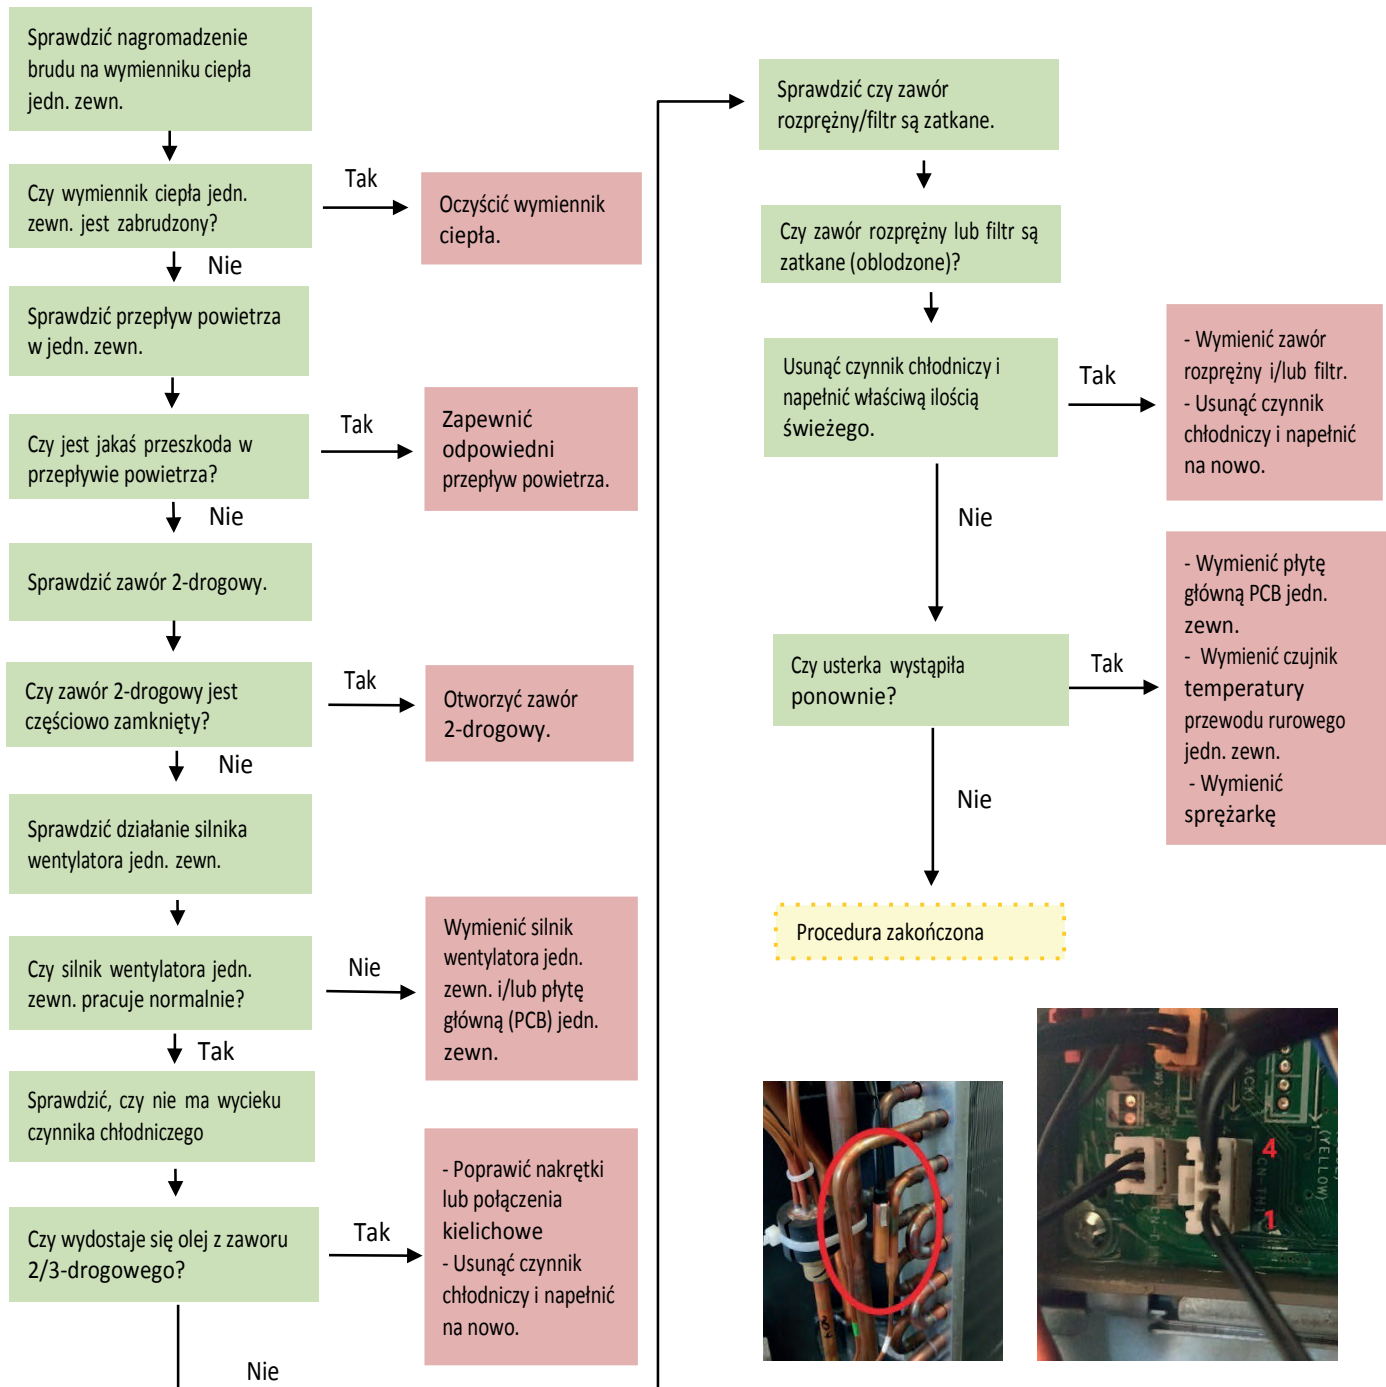 Sprawdzić nagromadzenie
brudu na wymienniku ciepła
jedn. zewn.
Czy wymiennik ciepła jedn.
zewn. jest zabrudzony?
Tak
Oczyścić wymiennik
ciepła.
Nie
Sprawdzić przepływ powietrza
w jedn. zewn.
Czy jest jakaś przeszkoda w
przepływie powietrza?
Tak
Zapewnić
odpowiedni
przepływ powietrza.
Nie
Sprawdzić zawór 2-drogowy.
Czy zawór 2-drogowy jest
częściowo zamknięty?
Tak
Otworzyć zawór
2-drogowy.
Nie
Sprawdzić działanie silnika
wentylatora jedn. zewn.
Czy silnik wentylatora jedn.
zewn. pracuje normalnie?
Nie
Wymienić silnik
wentylatora jedn.
zewn. i/lub płytę
główną (PCB) jedn.
zewn.
Tak
Sprawdzić, czy nie ma wycieku
czynnika chłodniczego
Czy wydostaje się olej z zaworu
2/3-drogowego?
Tak
- Poprawić nakrętki
lub połączenia
kielichowe
- Usunąć czynnik
chłodniczy i napełnić
na nowo.
Nie
Sprawdzić czy zawór
rozprężny/filtr są zatkane.
Czy zawór rozprężny lub filtr są
zatkane (oblodzone)?
Usunąć czynnik chłodniczy i
napełnić właściwą ilością
świeżego.
Tak
- Wymienić zawór
rozprężny i/lub filtr.
- Usunąć czynnik
chłodniczy i napełnić
na nowo.
Nie
Czy usterka wystąpiła
ponownie?
Tak
- Wymienić płytę
główną PCB jedn.
zewn.
- Wymienić czujnik
temperatury
przewodu rurowego
jedn. zewn.
- Wymienić
sprężarkę
Nie
Procedura zakończona
4
1
(YELLOW)
CN-TH1